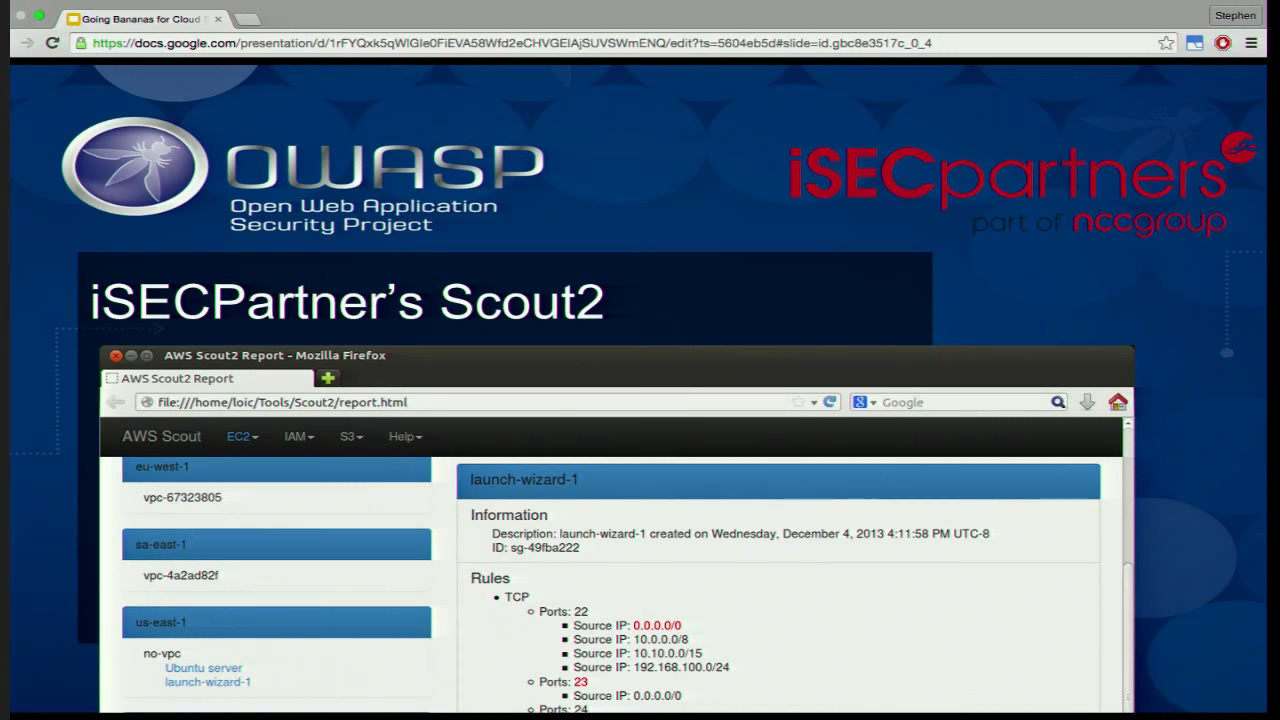 Going Bananas for Cloud
Stephen
https://docs.google.com/presentation/d/1rFYQxk5qWlGIe0FiEVA58Wfd2eCHVGEIAjSUVSWmENQ/edit?ts=5604eb5d#slide=id.gbc8e3517c_0_4
OWASP
Open Web Application
Security Project
iSECpartners
part of nccgroup
iSECPartner's Scout2
AWS Scout2 Report - Mozilla Firefox
AWS Scout2 Report
file:///home/loic/Tools/Scout2/report.html
Google
AWS Scout EC2 IAM S3 Help
eu-west-1
vpc-67323805
sa-east-1
vpc-4a2ad82f
us-east-1
no-vpc
Ubuntu server
launch-wizard-1
launch-wizard-1
Information
Description: launch-wizard-1 created on Wednesday, December 4, 2013 4:11:58 PM UTC-8
ID: sg-49fba222
Rules
TCP
Ports: 22
Source IP: 0.0.0.0/0
Source IP: 10.0.0.0/8
Source IP: 10.10.0.0/15
Source IP: 192.168.100.0/24
Ports: 23
Source IP: 0.0.0.0/0
Ports: 24